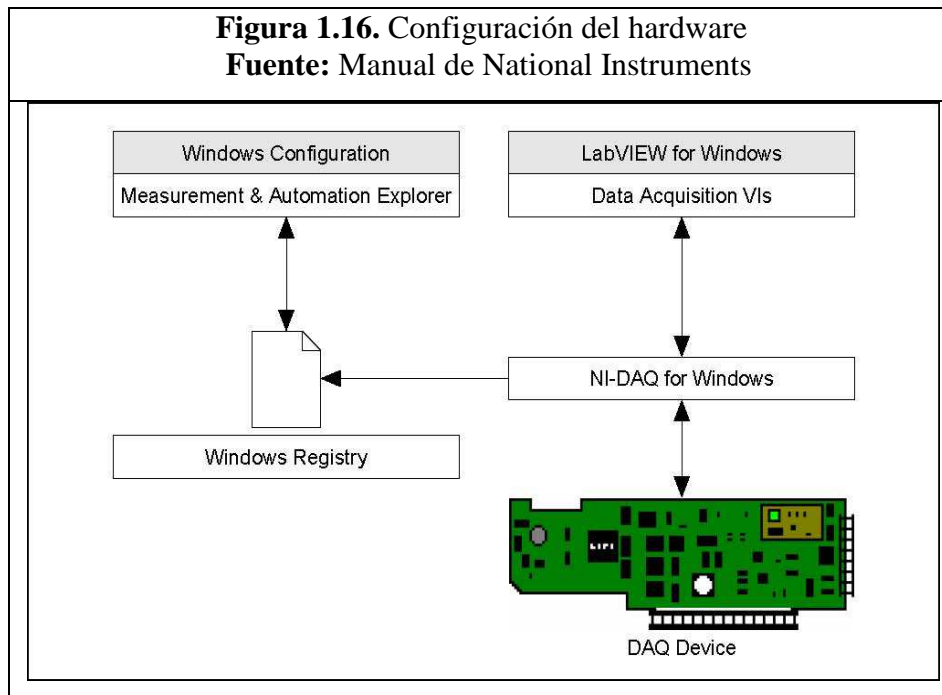 Figura 1.16. Configuración del hardware
Fuente: Manual de National Instruments
Windows Configuration
Measurement & Automation Explorer
LabVIEW for Windows
Data Acquisition VIs
NI-DAQ for Windows
Windows Registry
DAQ Device